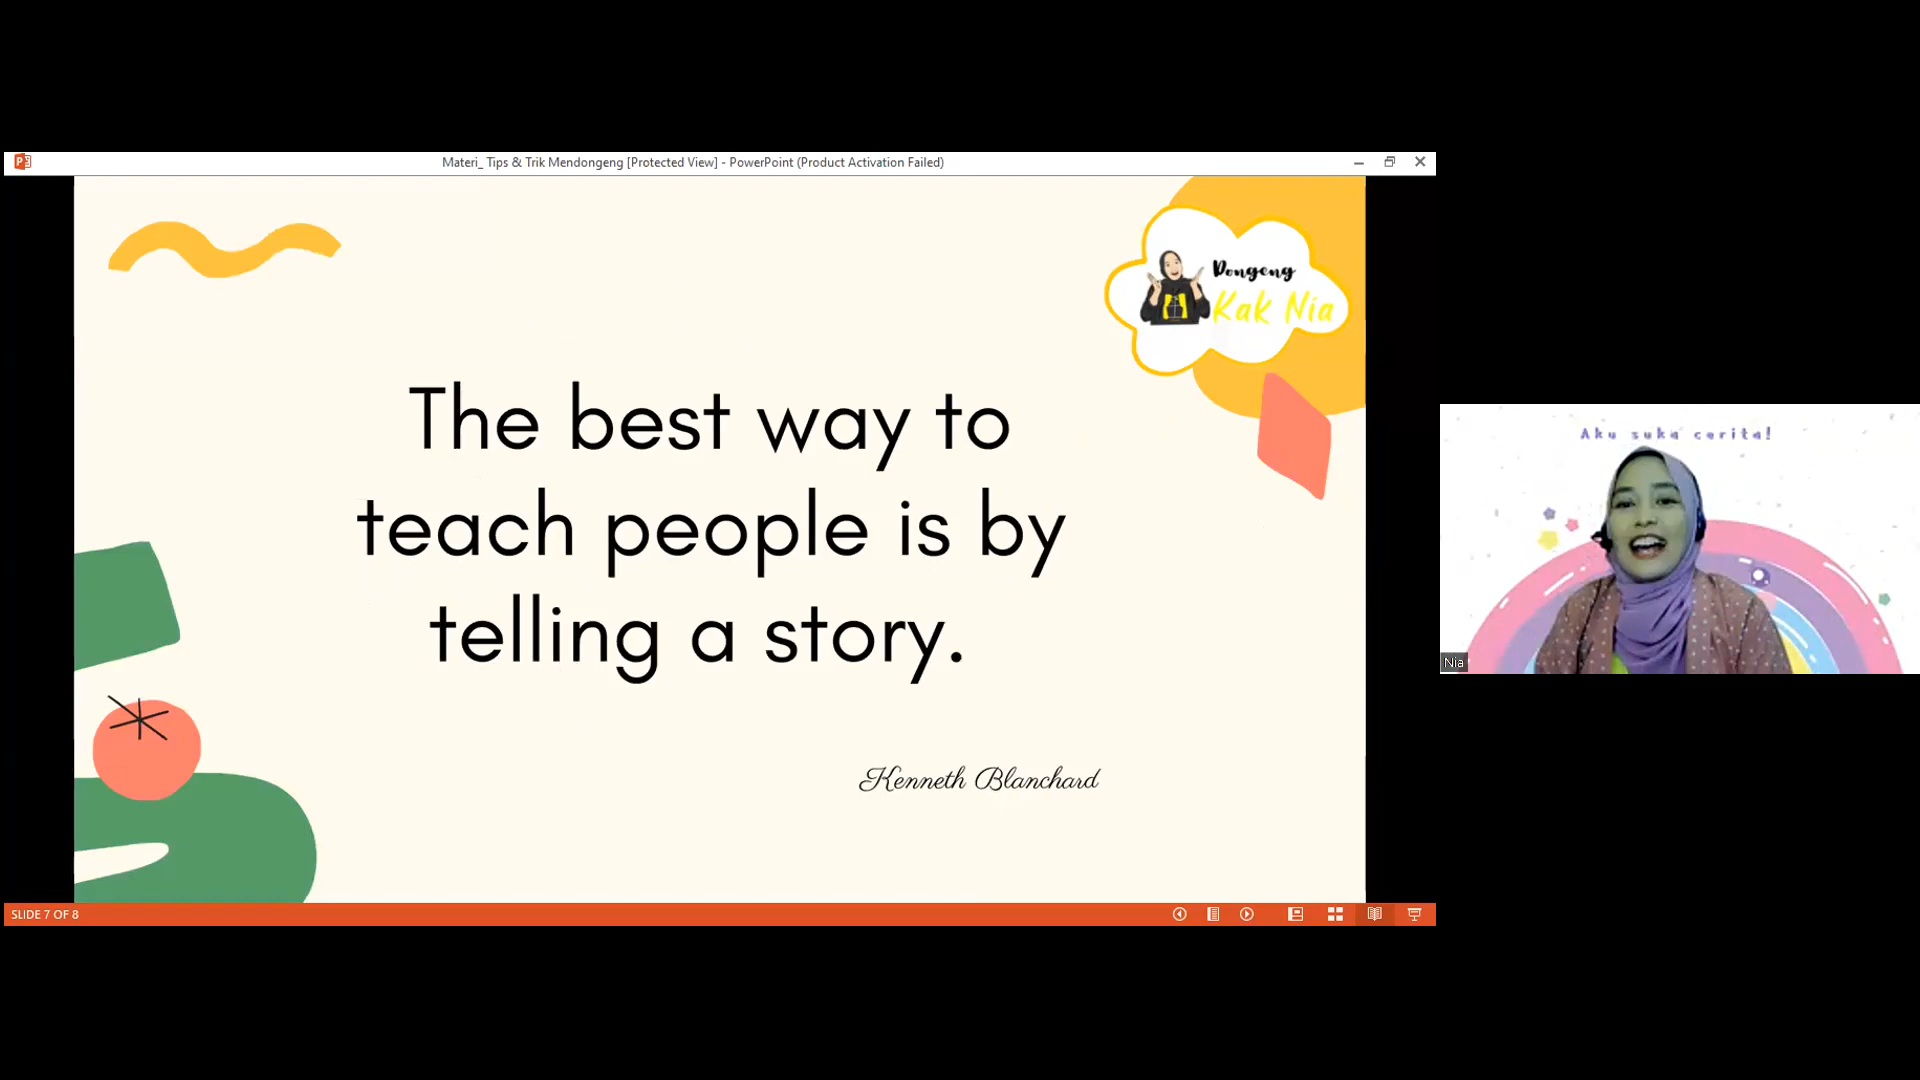 Materi_ Tips & Trik Mendongeng [Protected View] - PowerPoint (Product Activation Failed)
Dongeng
Kak Nia
The best way to
teach people is by
telling a story.
Kenneth Blanchard
Aku suka cerita!
Nia
SLIDE 7 OF 8